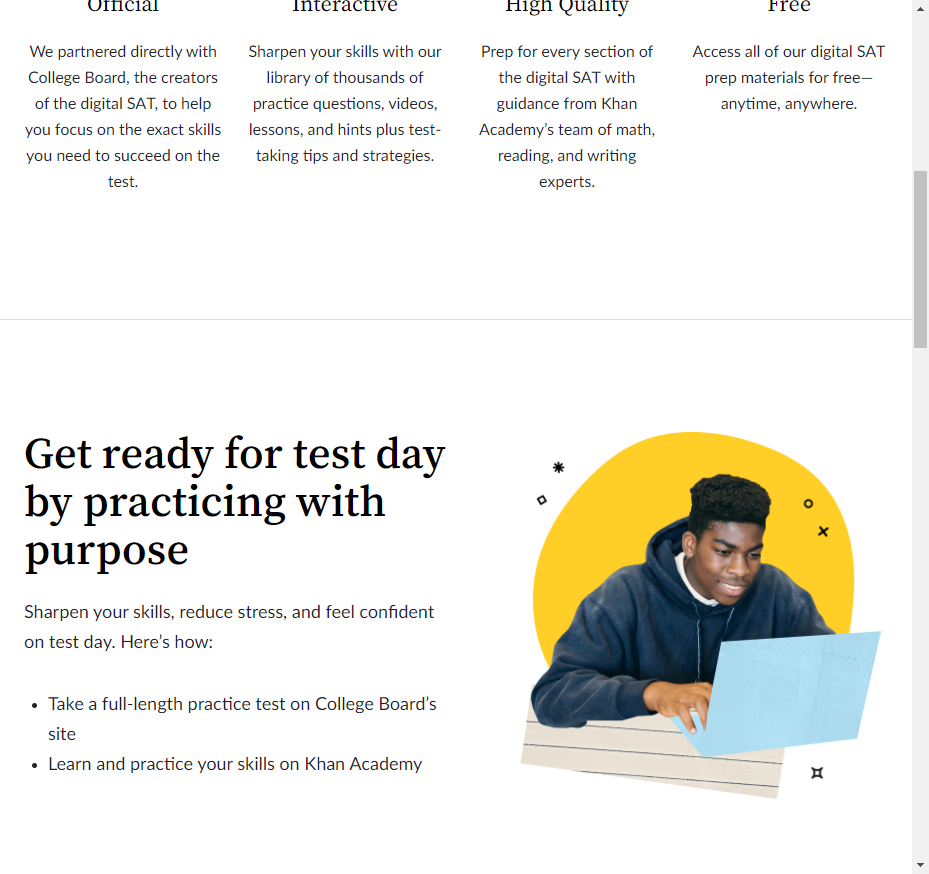 Official
We partnered directly with
College Board, the creators
of the digital SAT, to help
you focus on the exact skills
you need to succeed on the
test.
Interactive
Sharpen your skills with our
library of thousands of
practice questions, videos,
lessons, and hints plus test-
taking tips and strategies.
High Quality
Prep for every section of
the digital SAT with
guidance from Khan
Academy’s team of math,
reading, and writing
experts.
Free
Access all of our digital SAT
prep materials for free—
anytime, anywhere.
Get ready for test day
by practicing with
purpose
Sharpen your skills, reduce stress, and feel confident
on test day. Here’s how:
• Take a full-length practice test on College Board’s
site
• Learn and practice your skills on Khan Academy